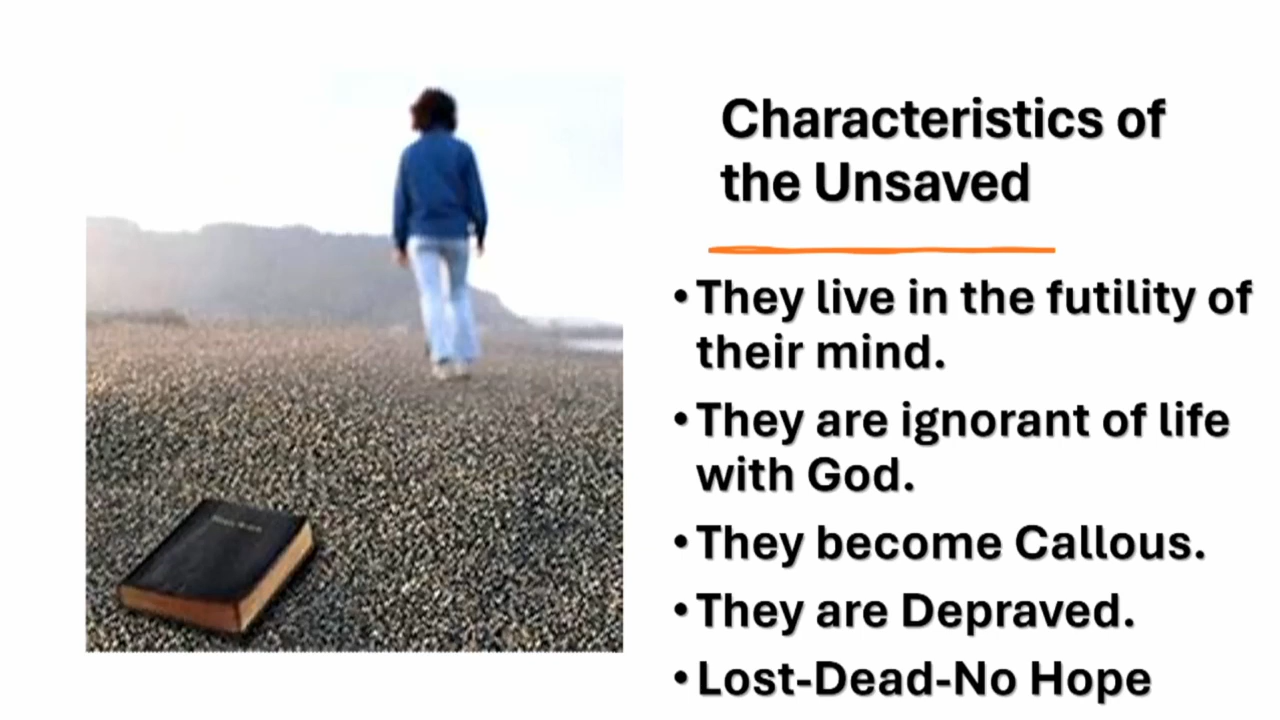 Characteristics of
the Unsaved
• They live in the futility of
their mind.
• They are ignorant of life
with God.
• They become Callous.
• They are Depraved.
• Lost-Dead-No Hope